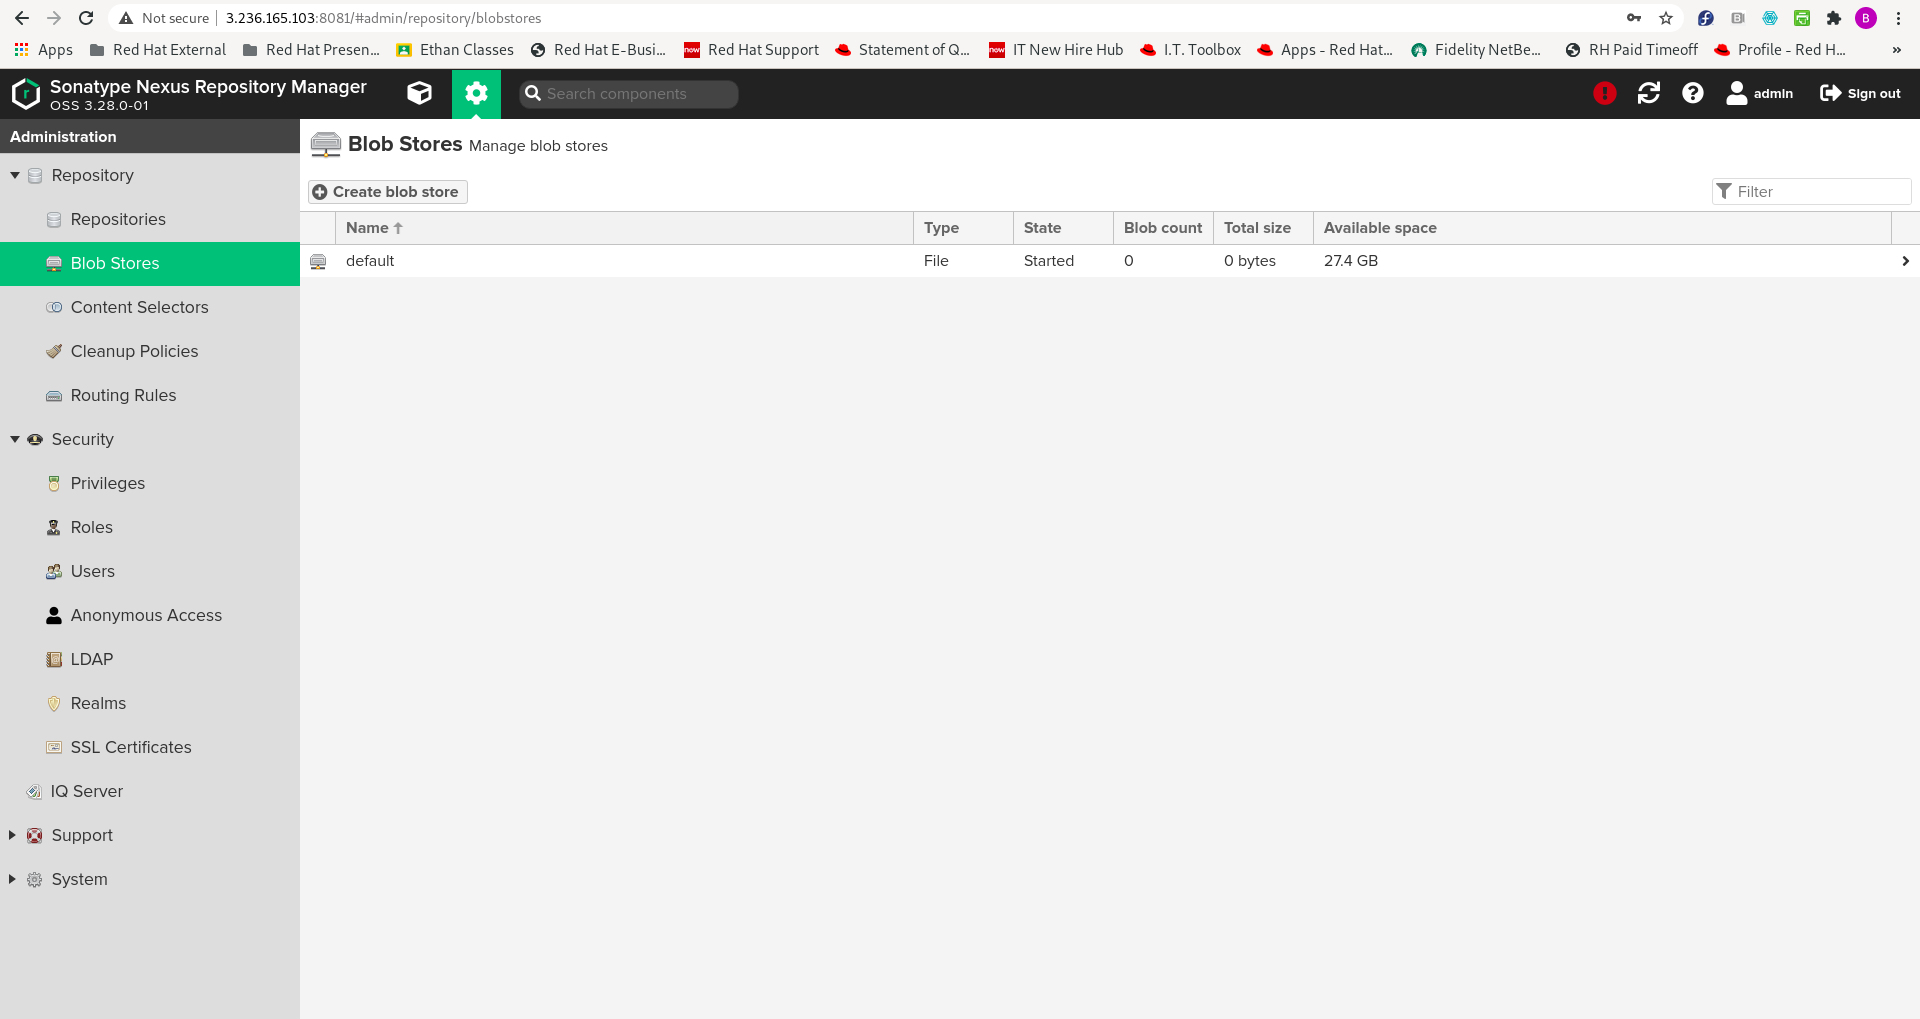 Not secure 3.236.165.103:8081/#admin/repository/blobstores B
Apps Red Hat External Red Hat Presen... Ethan Classes Red Hat E-Busi... now Red Hat Support Statement of Q... now IT New Hire Hub I.T. Toolbox Apps - Red Hat... Fidelity NetBe... RH Paid Timeoff Profile - Red H... »
Sonatype Nexus Repository Manager
OSS 3.28.0-01
Search components
admin Sign out
Administration
Repository
Repositories
Blob Stores
Content Selectors
Cleanup Policies
Routing Rules
Security
Privileges
Roles
Users
Anonymous Access
LDAP
Realms
SSL Certificates
IQ Server
Support
System
Blob Stores Manage blob stores
Create blob store
Filter
Name Type State Blob count Total size Available space
default File Started 0 0 bytes 27.4 GB